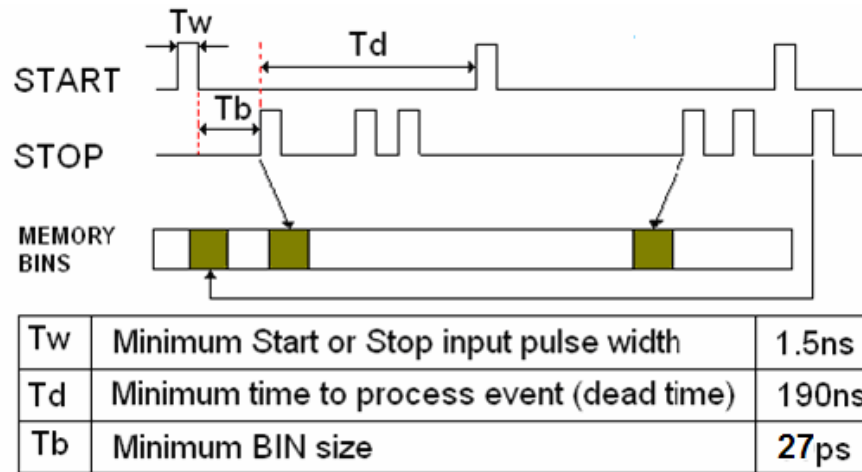 Tw
Td
START
Tb
STOP
MEMORY
BINS
Tw Minimum Start or Stop input pulse width 1.5ns
Td Minimum time to process event (dead time) 190ns
Tb Minimum BIN size 27ps